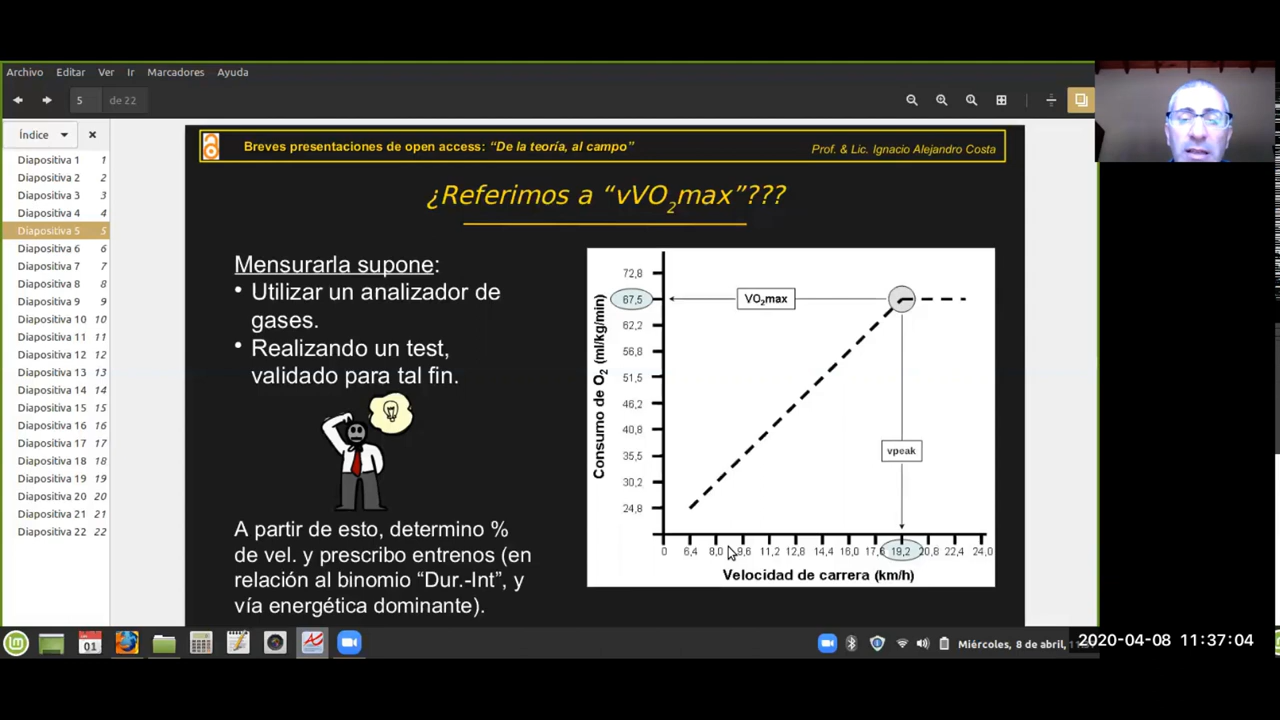 Archivo Editar Ver Ir Marcadores Ayuda
5 de 22
Índice
Diapositiva 1 1
Diapositiva 2 2
Diapositiva 3 3
Diapositiva 4 4
Diapositiva 5 5
Diapositiva 6 6
Diapositiva 7 7
Diapositiva 8 8
Diapositiva 9 9
Diapositiva 10 10
Diapositiva 11 11
Diapositiva 12 12
Diapositiva 13 13
Diapositiva 14 14
Diapositiva 15 15
Diapositiva 16 16
Diapositiva 17 17
Diapositiva 18 18
Diapositiva 19 19
Diapositiva 20 20
Diapositiva 21 21
Diapositiva 22 22
Breves presentaciones de open access: “De la teoría, al campo”
Prof. & Lic. Ignacio Alejandro Costa
¿Referimos a “vVO2max”???
Mensurarla supone:
• Utilizar un analizador de
gases.
• Realizando un test,
validado para tal fin.
A partir de esto, determino %
de vel. y prescribo entrenos (en
relación al binomio “Dur.-Int”, y
vía energética dominante).
Consumo de O2 (ml/kg/min)
72,8
67,5
62,2
56,8
51,5
46,2
40,8
35,5
30,2
24,8
VO2max
vpeak
0 6,4 8,0 9,6 11,2 12,8 14,4 16,0 17,6 19,2 20,8 22,4 24,0
Velocidad de carrera (km/h)
01
Miércoles, 8 de abril,
2020-04-08 11:37:04